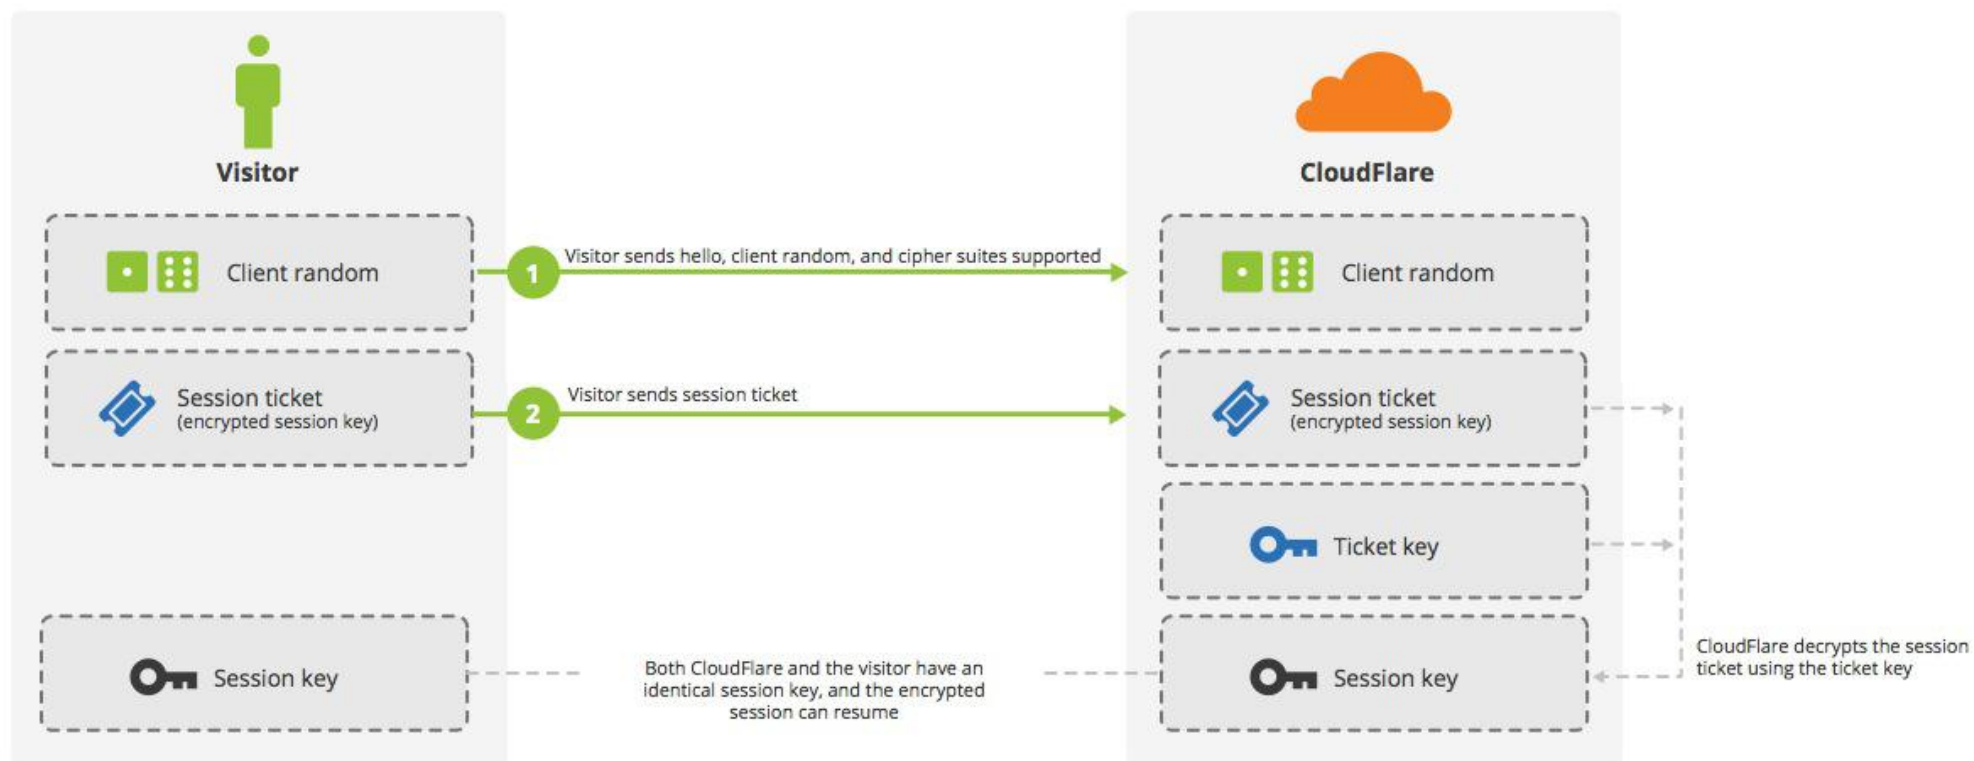 Visitor
CloudFlare
Client random
1
Visitor sends hello, client random, and cipher suites supported
Client random
Session ticket
(encrypted session key)
2
Visitor sends session ticket
Session ticket
(encrypted session key)
Ticket key
Session key
Both CloudFlare and the visitor have an
identical session key, and the encrypted
session can resume
Session key
CloudFlare decrypts the session
ticket using the ticket key